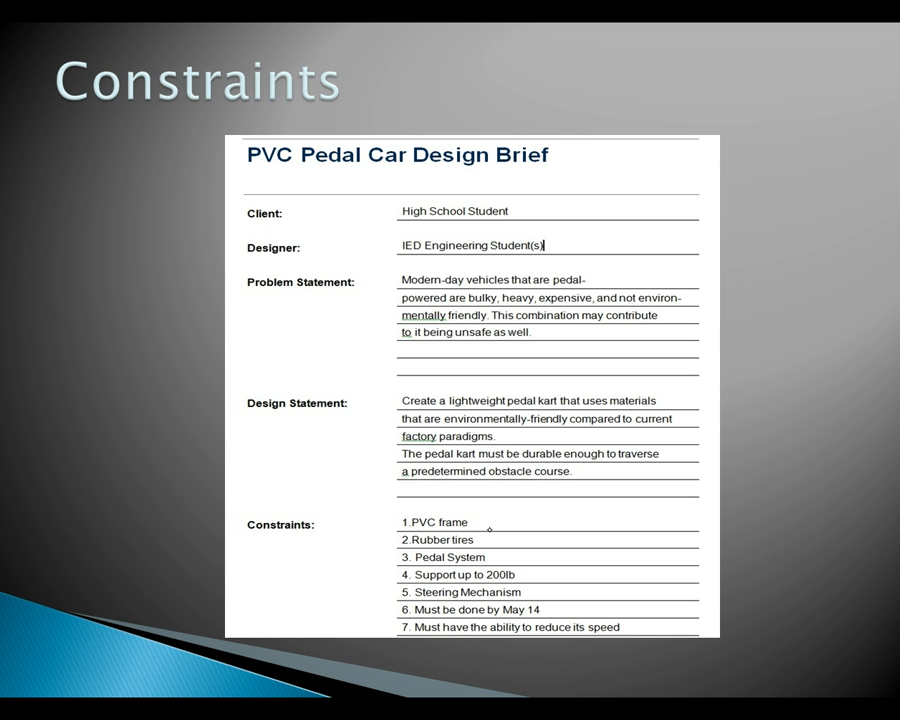 Constraints
PVC Pedal Car Design Brief
Client: High School Student
Designer: IED Engineering Student(s)
Problem Statement: Modern-day vehicles that are pedal-
powered are bulky, heavy, expensive, and not environ-
mentally friendly. This combination may contribute
to it being unsafe as well.
Design Statement: Create a lightweight pedal kart that uses materials
that are environmentally-friendly compared to current
factory paradigms.
The pedal kart must be durable enough to traverse
a predetermined obstacle course.
Constraints: 1.PVC frame
2.Rubber tires
3. Pedal System
4. Support up to 200lb
5. Steering Mechanism
6. Must be done by May 14
7. Must have the ability to reduce its speed